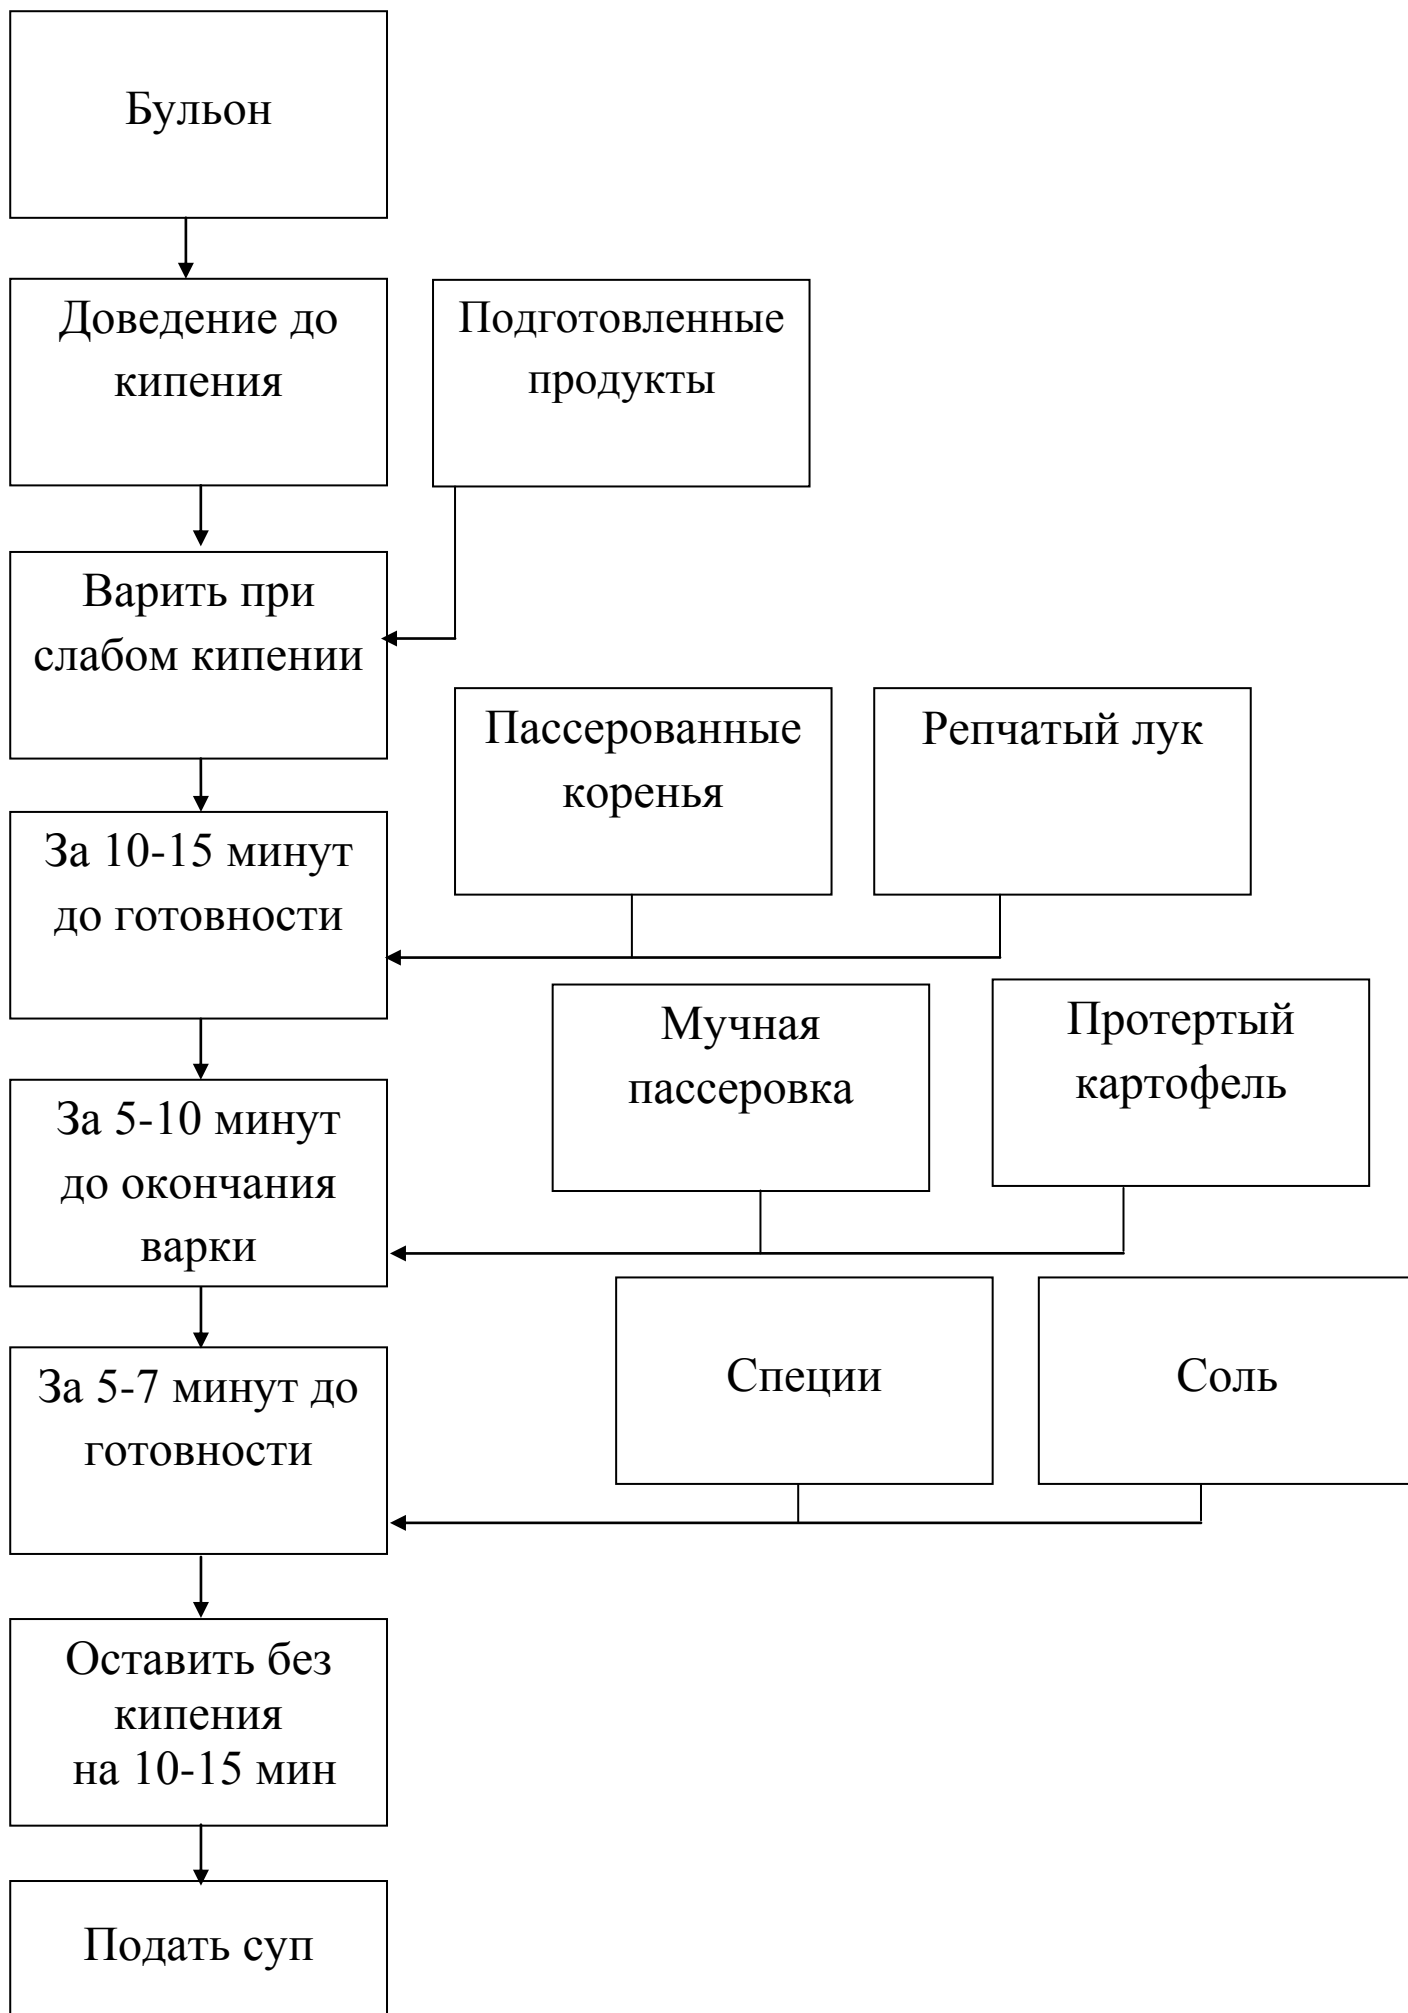 Бульон
Доведение до
кипения
Подготовленные
продукты
Варить при
слабом кипении
Пассерованные
коренья
Репчатый лук
За 10-15 минут
до готовности
Мучная
пассеровка
Протертый
картофель
За 5-10 минут
до окончания
варки
Специи
Соль
За 5-7 минут до
готовности
Оставить без
кипения
на 10-15 мин
Подать суп